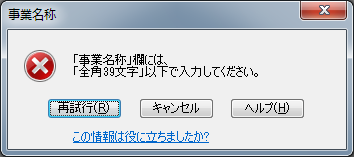 事業名称
「事業名称」欄には、
「全角39文字」以下で入力してください。
再試行(R)
キャンセル
ヘルプ(H)
この情報は役に立ちましたか?